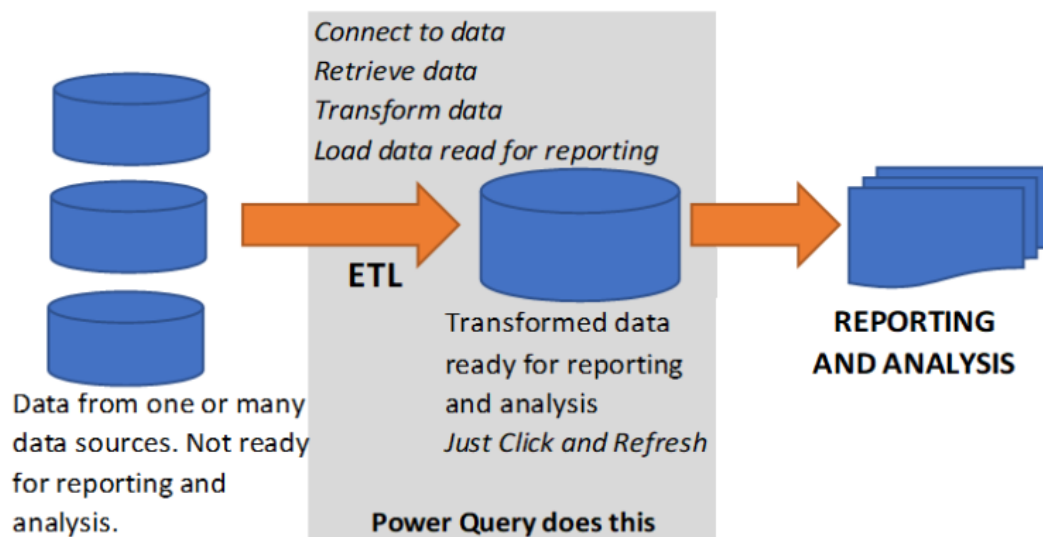 Connect to data
Retrieve data
Transform data
Load data read for reporting
ETL
Data from one or many
data sources. Not ready
for reporting and
analysis.
Transformed data
ready for reporting
and analysis
Just Click and Refresh
Power Query does this
REPORTING
AND ANALYSIS